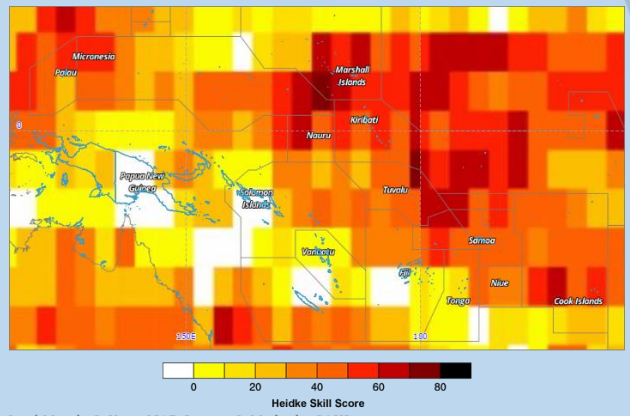 Micronesia
Palau
Marshall
Islands
0
Kiribati
Nauru
Papua New
Guinea
Solomon
Islands
Tuvalu
Samoa
Vanuatu
Fiji
Niue
Tonga
Cook Islands
150E
180
0 20 40 60 80
Heidke Skill Score